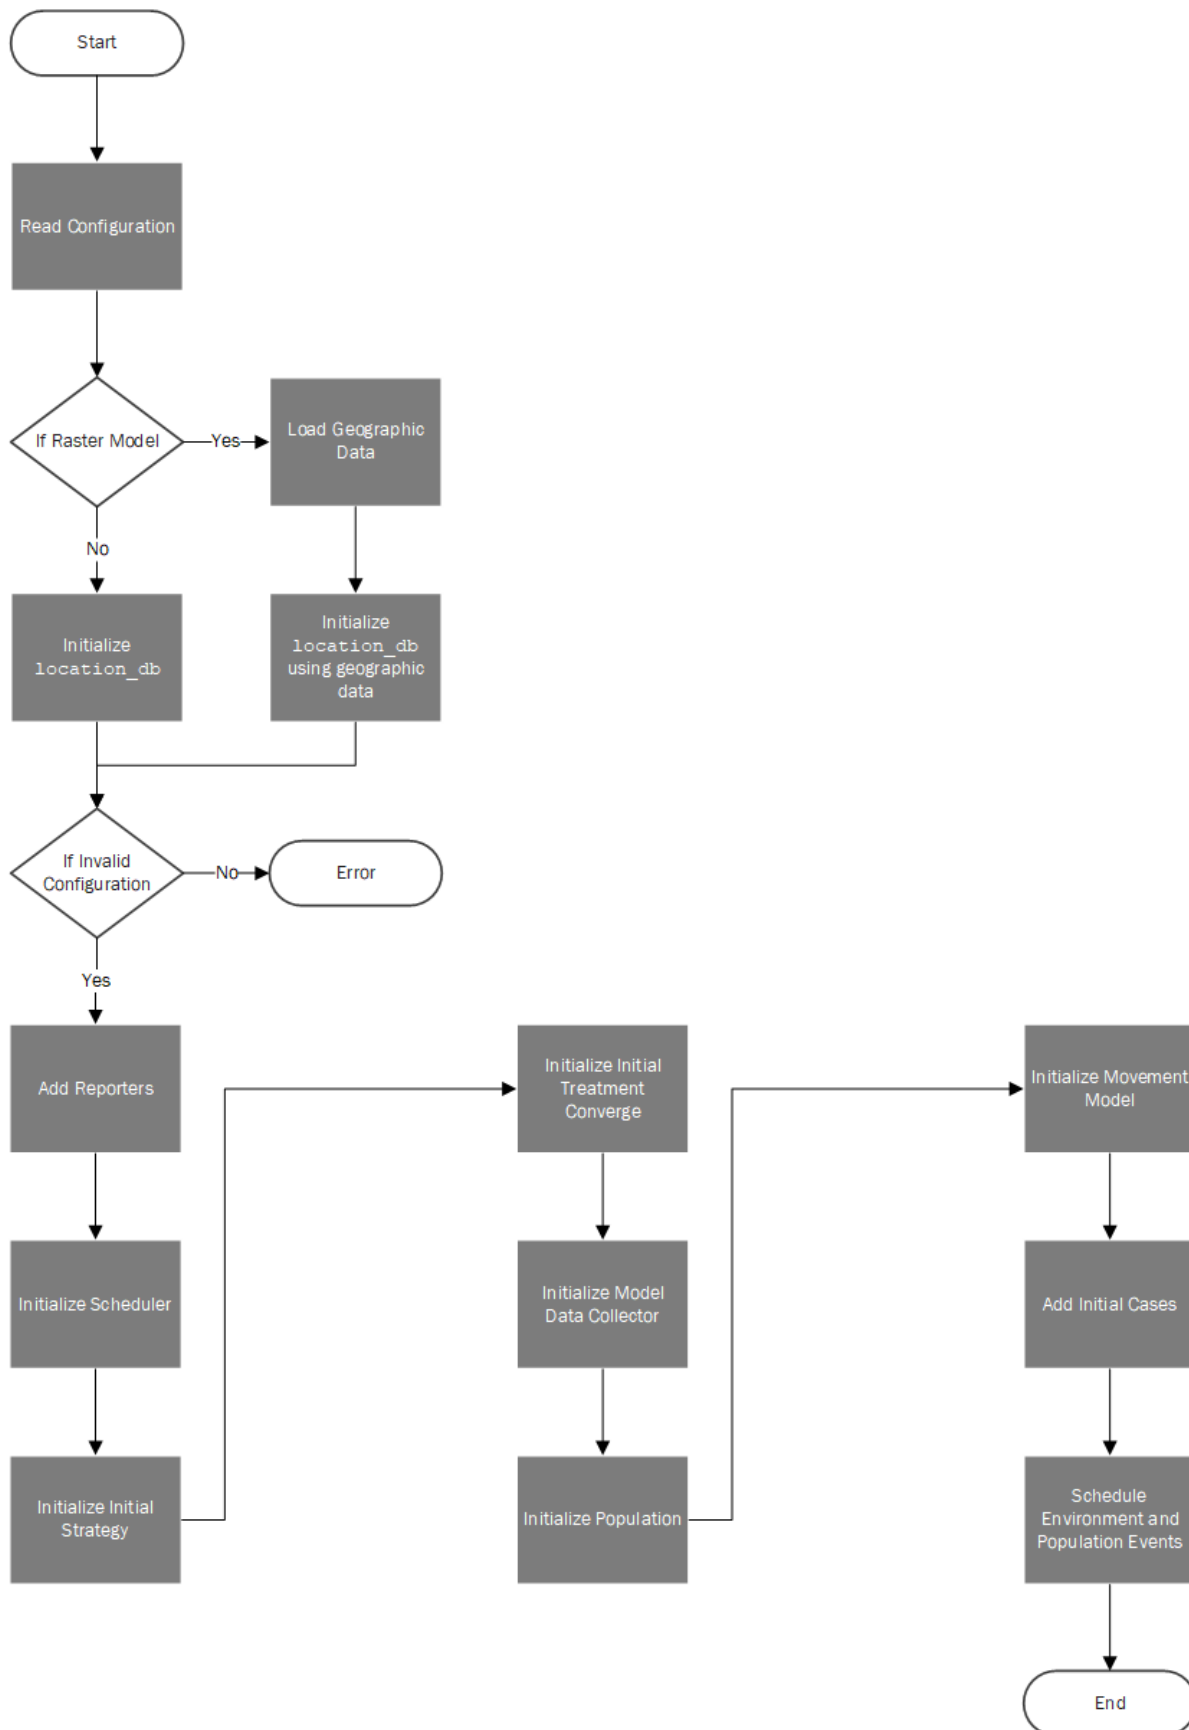 Start
Read Configuration
If Raster Model
Yes
Load Geographic
Data
No
Initialize
location_db
Initialize
location_db
using geographic
data
If Invalid
Configuration
No
Error
Yes
Add Reporters
Initialize Scheduler
Initialize Initial
Strategy
Initialize Initial
Treatment
Converge
Initialize Model
Data Collector
Initialize Population
Initialize Movement
Model
Add Initial Cases
Schedule
Environment and
Population Events
End